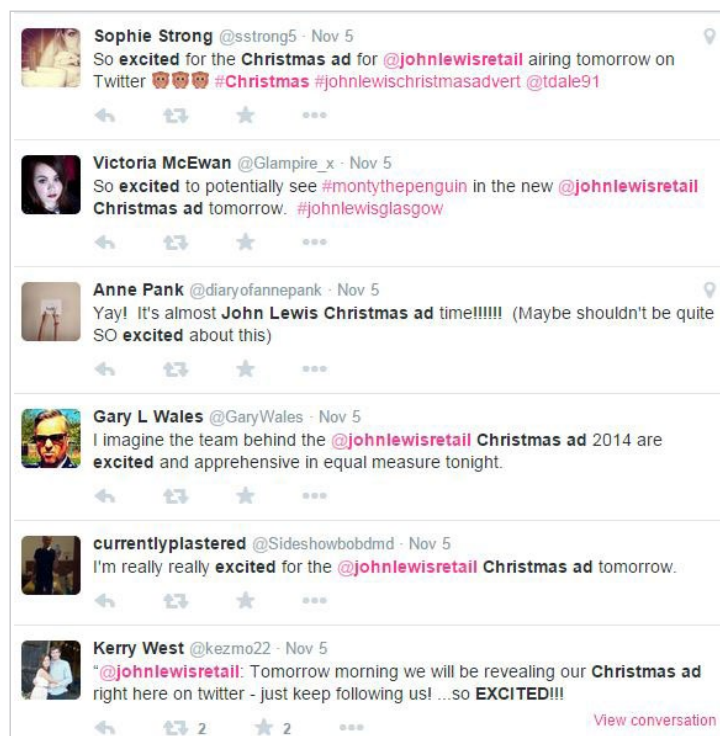 Sophie Strong @sstrong5 · Nov 5
So excited for the Christmas ad for @johnlewisretail airing tomorrow on
Twitter 🙊🙊🙊 #Christmas #johnlewischristmasadvert @tdale91
Victoria McEwan @Glampire_x · Nov 5
So excited to potentially see #montythepenguin in the new @johnlewisretail
Christmas ad tomorrow. #johnlewisglasgow
Anne Pank @diaryofannepank · Nov 5
Yay! It's almost John Lewis Christmas ad time!!!!!! (Maybe shouldn't be quite
SO excited about this)
Gary L Wales @GaryWales · Nov 5
I imagine the team behind the @johnlewisretail Christmas ad 2014 are
excited and apprehensive in equal measure tonight.
currentlyplastered @Sideshowbobdmd · Nov 5
I'm really really excited for the @johnlewisretail Christmas ad tomorrow.
Kerry West @kezmo22 · Nov 5
“@johnlewisretail: Tomorrow morning we will be revealing our Christmas ad
right here on twitter - just keep following us! ...so EXCITED!!!
2 2 View conversation